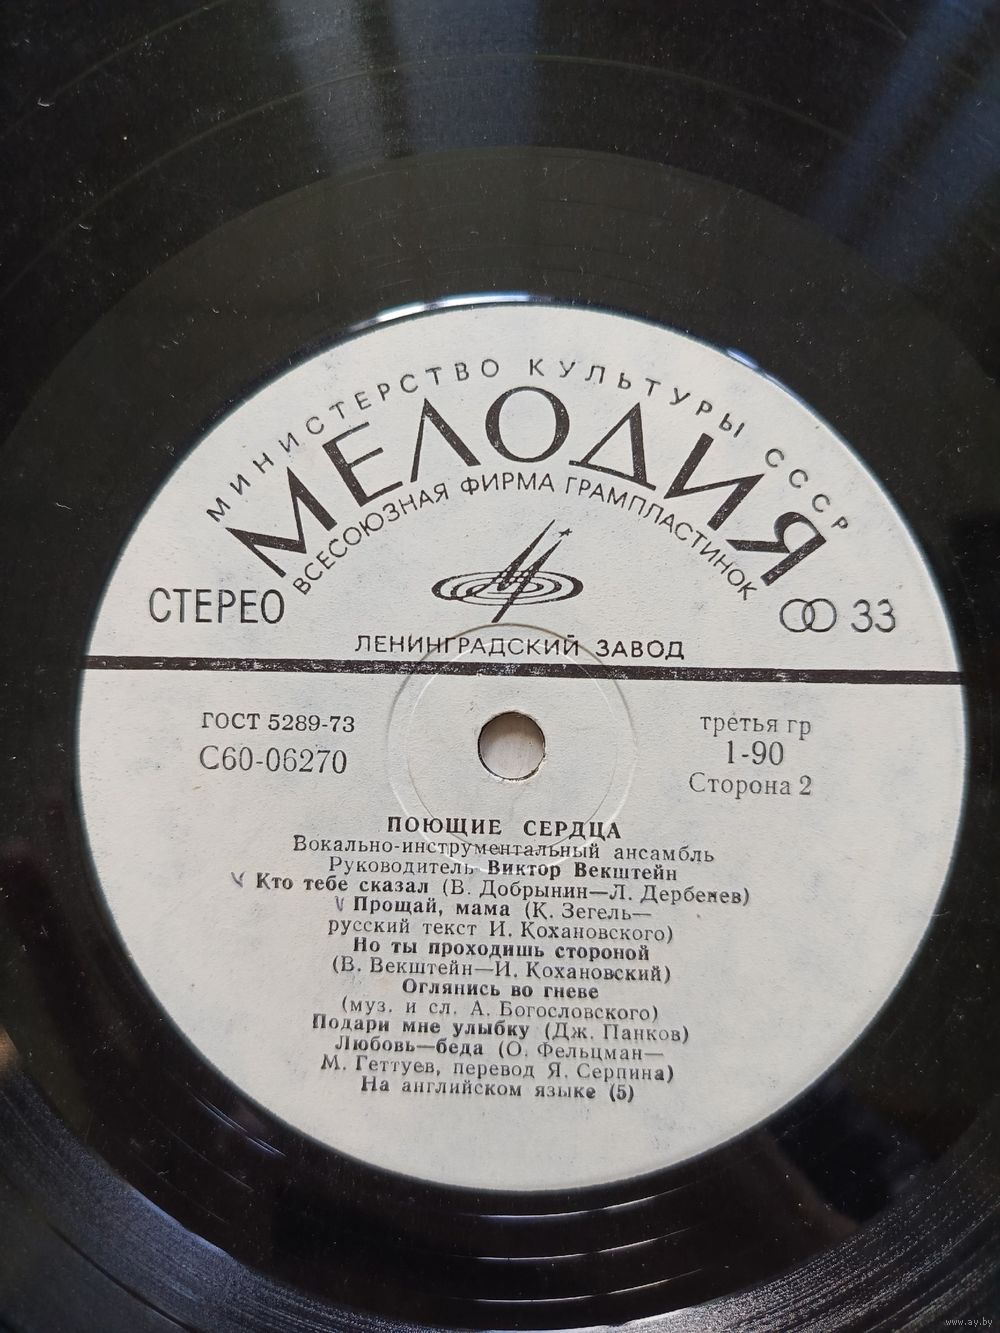 МИНИСТЕРСТВО КУЛЬТУРЫ СССР
МЕЛОДИЯ
ВСЕСОЮЗНАЯ ФИРМА ГРАМПЛАСТИНОК
СТЕРЕО
33
ЛЕНИНГРАДСКИЙ ЗАВОД
ГОСТ 5289-73
С60-06270
третья гр
1-90
Сторона 2
ПОЮЩИЕ СЕРДЦА
Вокально-инструментальный ансамбль
Руководитель Виктор Векштейн
Кто тебе сказал (В. Добрынин—Л. Дербенев)
Прощай, мама (К. Зегель—
русский текст И. Кохановского)
Но ты проходишь стороной
(В. Векштейн—И. Кохановский)
Оглянись во гневе
(муз. и сл. А. Богословского)
Подари мне улыбку (Дж. Панков)
Любовь—беда (О. Фельцман—
М. Геттуев, перевод Я. Серпина)
На английском языке (5)
www.ay.by